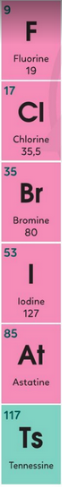 9
F
Fluorine
19
17
Cl
Chlorine
35,5
35
Br
Bromine
80
53
I
Iodine
127
85
At
Astatine
117
Ts
Tennessine